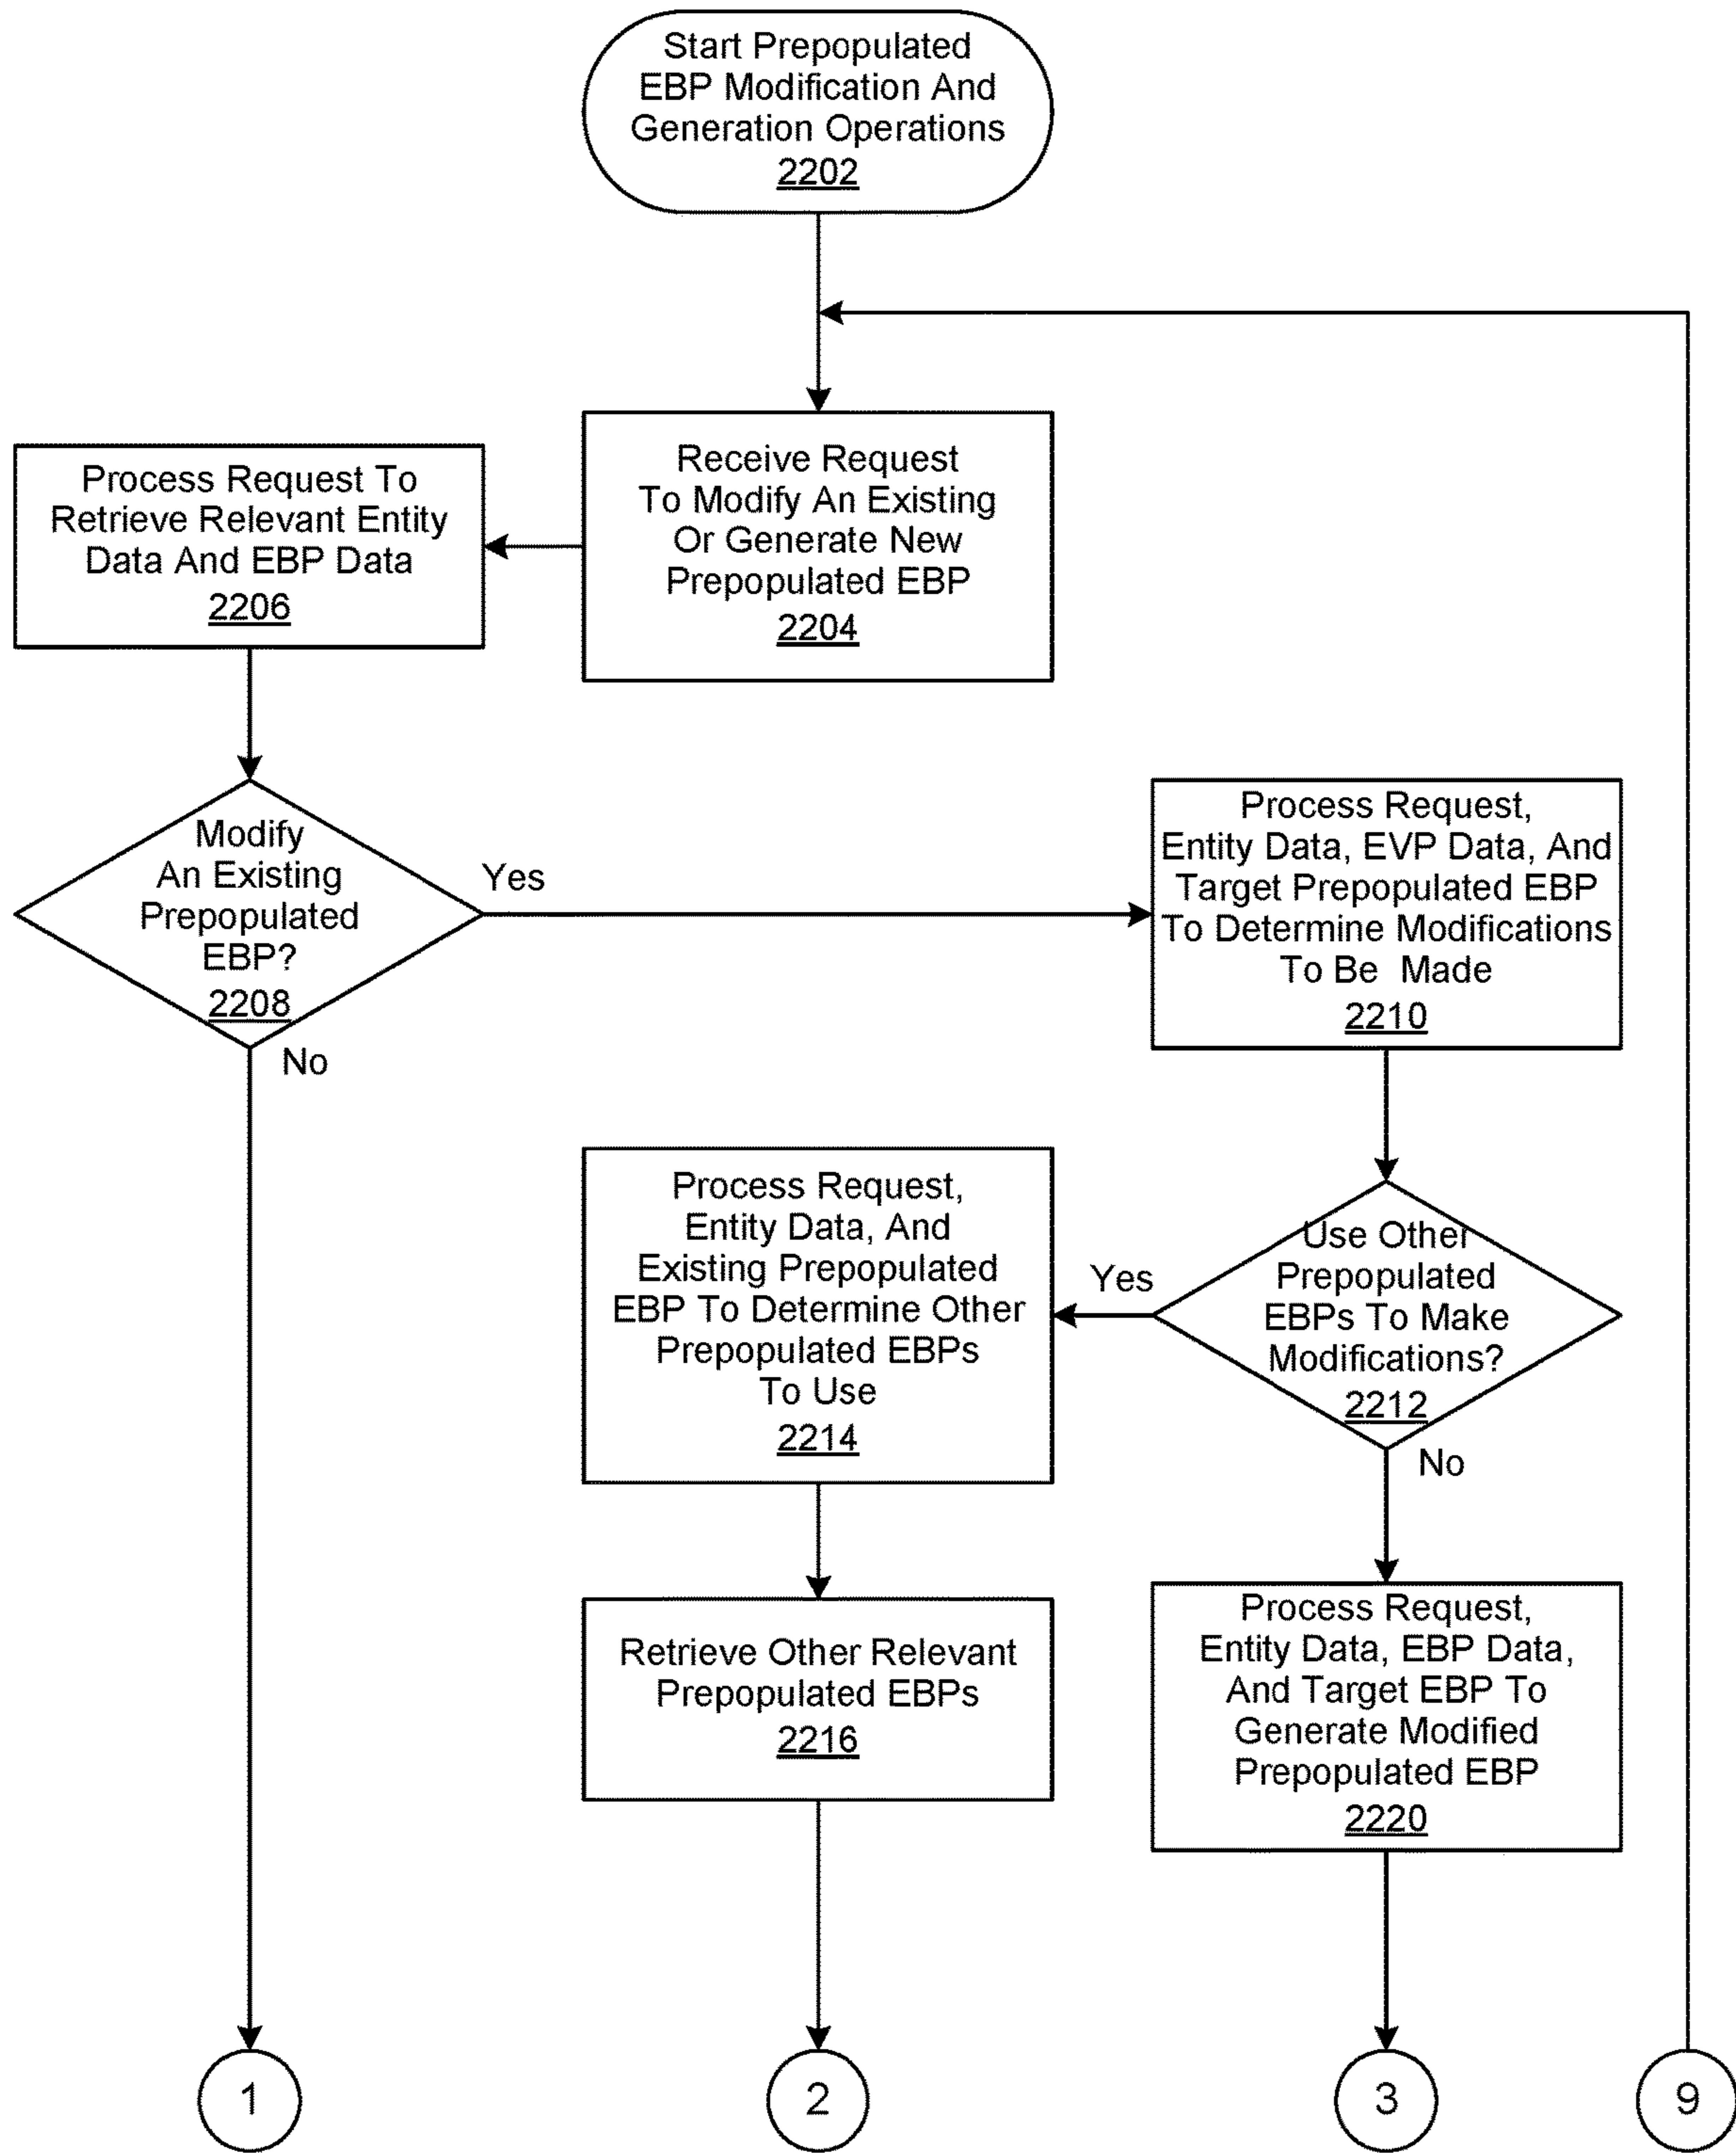 Start Prepopulated
EBP Modification And
Generation Operations
2202
Receive Request
To Modify An Existing
Or Generate New
Prepopulated EBP
2204
Process Request To
Retrieve Relevant Entity
Data And EBP Data
2206
Modify
An Existing
Prepopulated
EBP?
2208
Yes
No
Process Request,
Entity Data, EVP Data, And
Target Prepopulated EBP
To Determine Modifications
To Be Made
2210
Use Other
Prepopulated
EBPs To Make
Modifications?
2212
Yes
No
Process Request,
Entity Data, And
Existing Prepopulated
EBP To Determine Other
Prepopulated EBPs
To Use
2214
Retrieve Other Relevant
Prepopulated EBPs
2216
Process Request,
Entity Data, EBP Data,
And Target EBP To
Generate Modified
Prepopulated EBP
2220
1
2
3
9